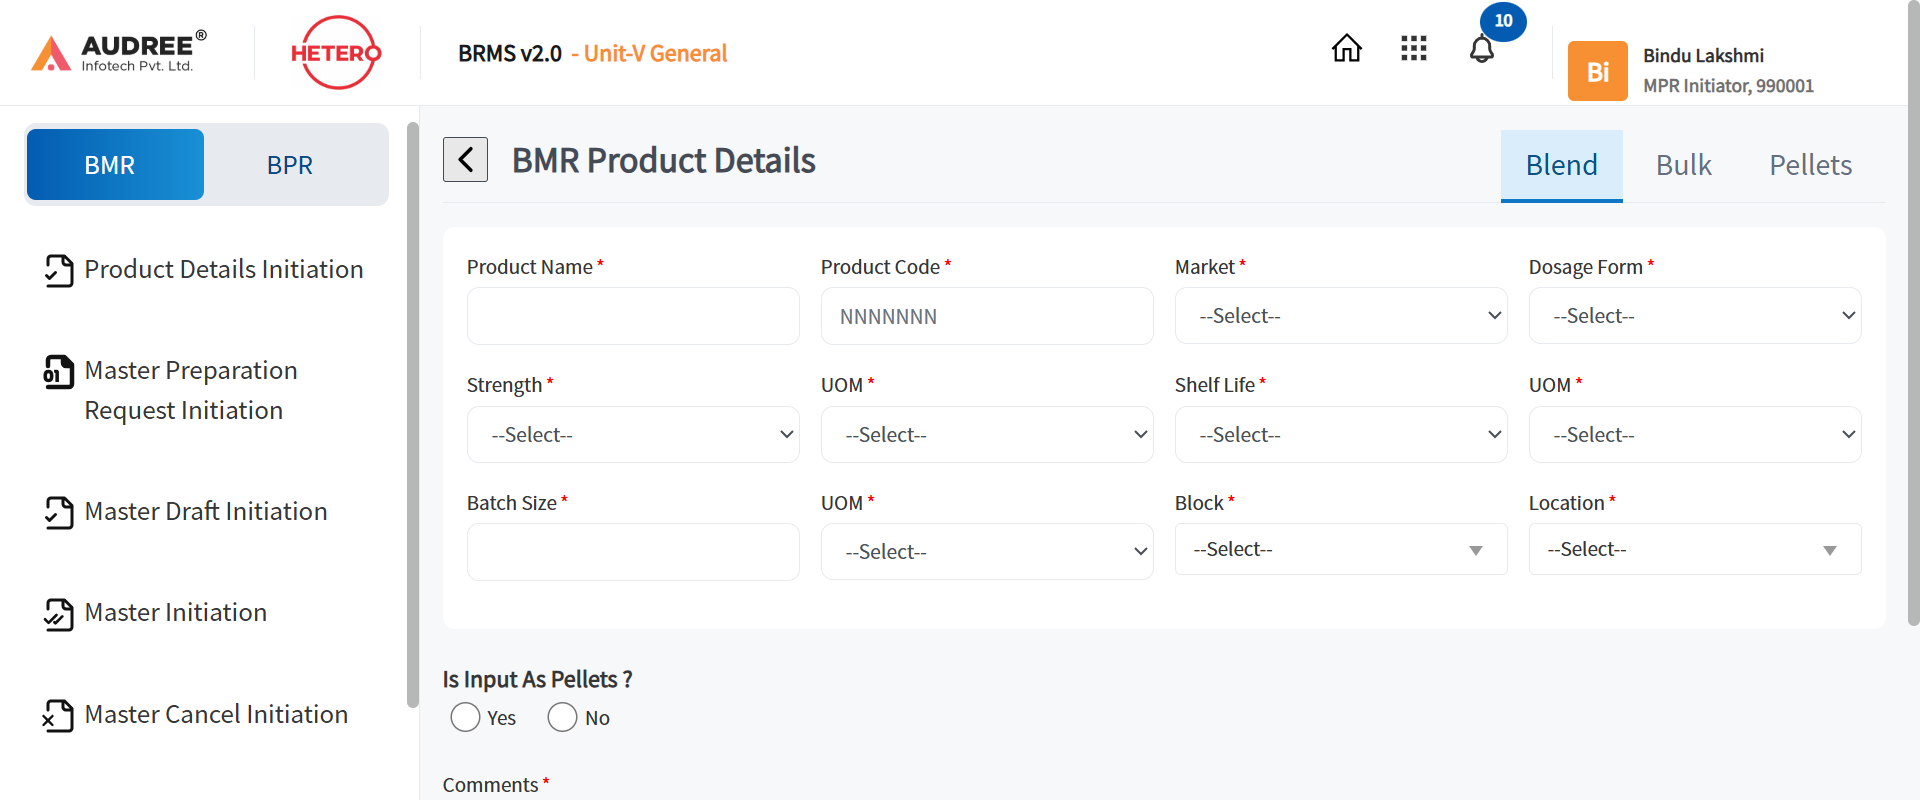 AUDREE®
Infotech Pvt. Ltd.
HETERO
BRMS v2.0 - Unit-V General
10
Bi
Bindu Lakshmi
MPR Initiator, 990001
BMR
BPR
Product Details Initiation
01
Master Preparation
Request Initiation
Master Draft Initiation
Master Initiation
Master Cancel Initiation
BMR Product Details
Blend
Bulk
Pellets
Product Name *
Product Code *
Market *
Dosage Form *
NNNNNNN
--Select--
--Select--
Strength *
UOM *
Shelf Life *
UOM *
--Select--
--Select--
--Select--
--Select--
Batch Size *
UOM *
Block *
Location *
--Select--
--Select--
--Select--
Is Input As Pellets ?
Yes
No
Comments *